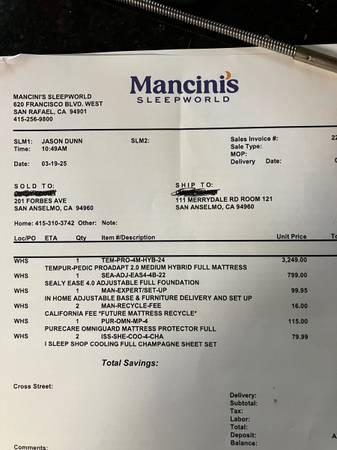 Mancini's
SLEEPWORLD
MANCINI'S SLEEPWORLD
620 FRANCISCO BLVD. WEST
SAN RAFAEL, CA 94901
415-256-9800
SLM1: JASON DUNN SLM2: Sales Invoice #: 22
Time: 10:49AM Sale Type:
MOP:
Date: 03-19-25 Delivery Date: 0
SOLD TO: SHIP TO:
201 FORBES AVE 111 MERRYDALE RD ROOM 121
SAN ANSELMO, CA 94960 SAN ANSELMO, CA 94960
Home: 415-310-3742 Other: Note:
Loc/PO ETA Qty Item #/Description Unit Price To
WHS 1 TEM-PRO-4M-HYB-24 3,249.00
TEMPUR-PEDIC PROADAPT 2.0 MEDIUM HYBRID FULL MATTRESS
WHS 1 SEA-ADJ-EAS4-4B-22 799.00
SEALY EASE 4.0 ADJUSTABLE FULL FOUNDATION
WHS 1 MAN-EXPERT/SET-UP 99.95
IN HOME ADJUSTABLE BASE & FURNITURE DELIVERY AND SET UP
WHS 2 MAN-RECYCLE-FEE 16.00
CALIFORNIA FEE *FUTURE MATTRESS RECYCLE*
WHS 1 PUR-OMN-MP-4 115.00
PURECARE OMNIGUARD MATTRESS PROTECTOR FULL
WHS 2 ISS-SHE-COO-4-CHA 79.99
I SLEEP SHOP COOLING FULL CHAMPAGNE SHEET SET
Total Savings:
Cross Street:
Delivery:
Subtotal:
Tax:
Labor:
Total:
Deposit: A
Balance:
Comments: